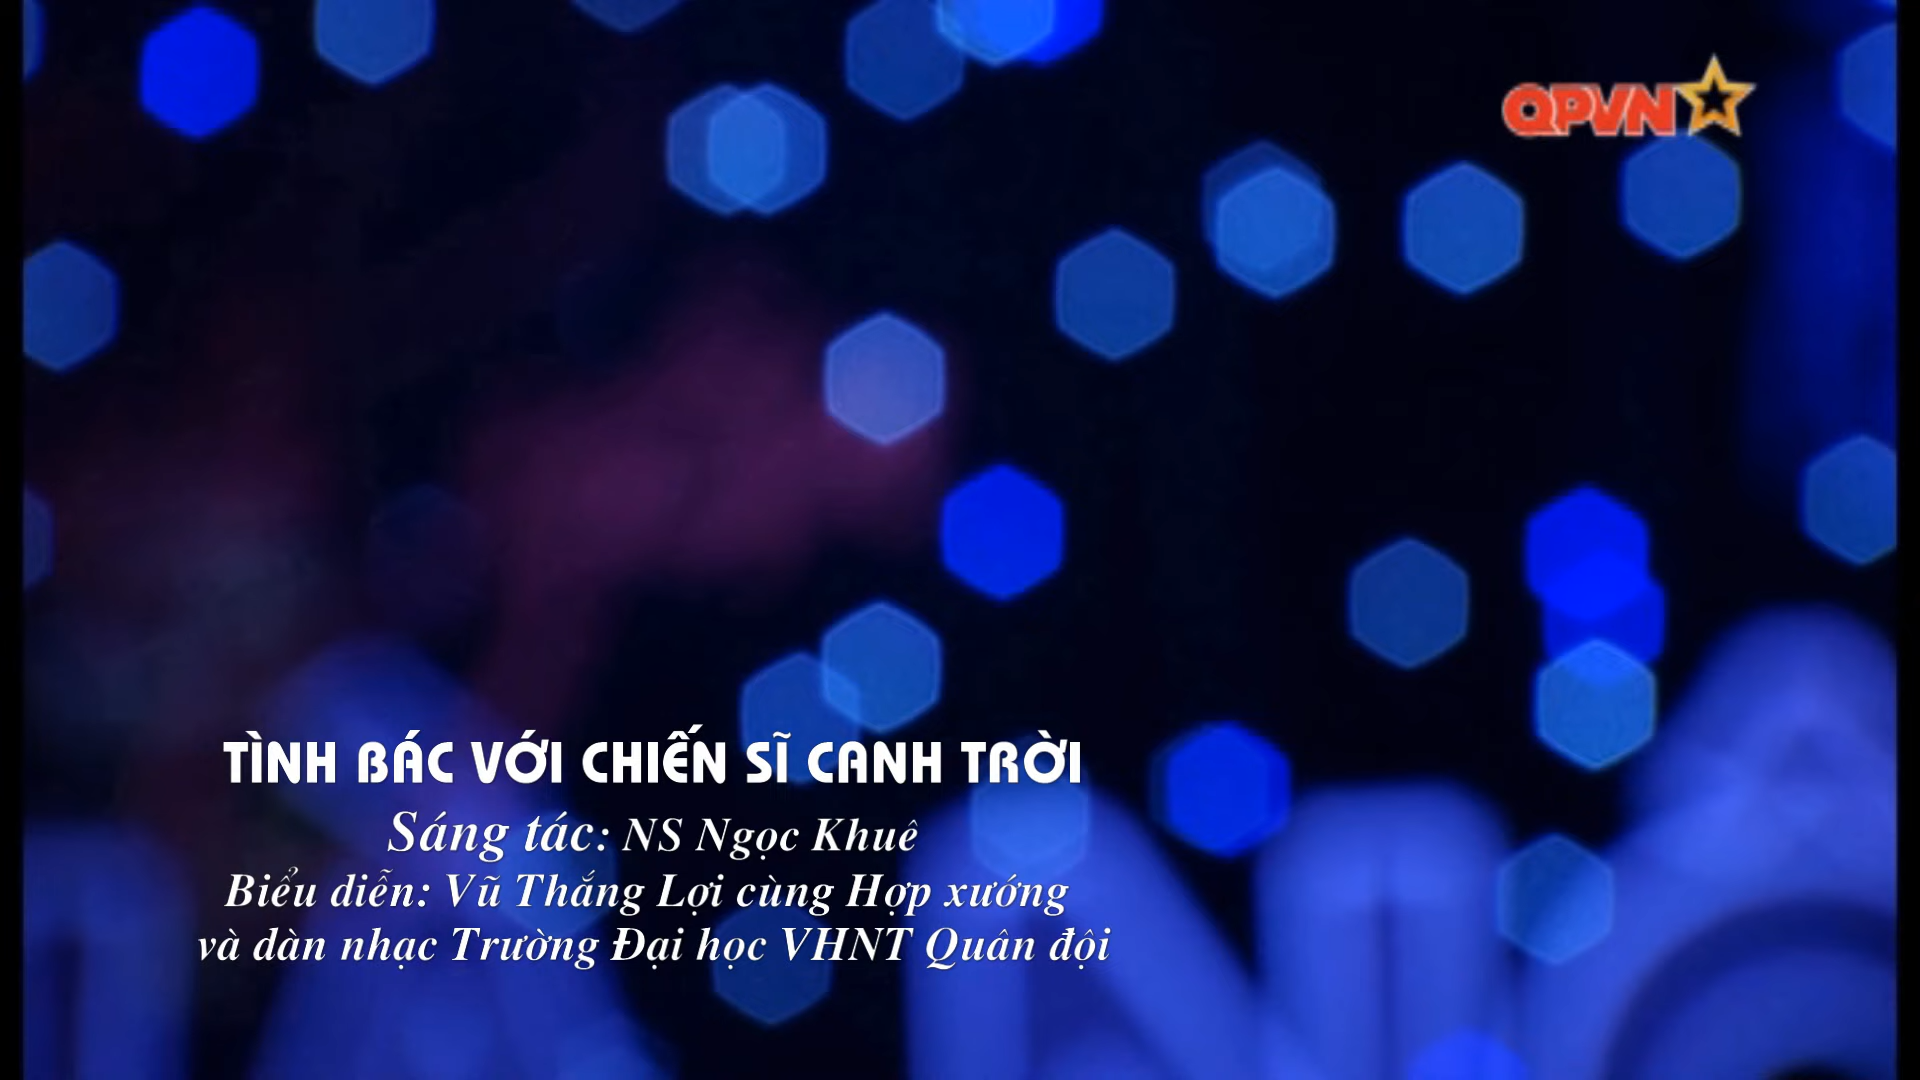 QPVN
TÌNH BÁC VỚI CHIẾN SĨ CANH TRỜI
Sáng tác: NS Ngọc Khuê
Biểu diễn: Vũ Thắng Lợi cùng Hợp xướng
và dàn nhạc Trường Đại học VHNT Quân đội